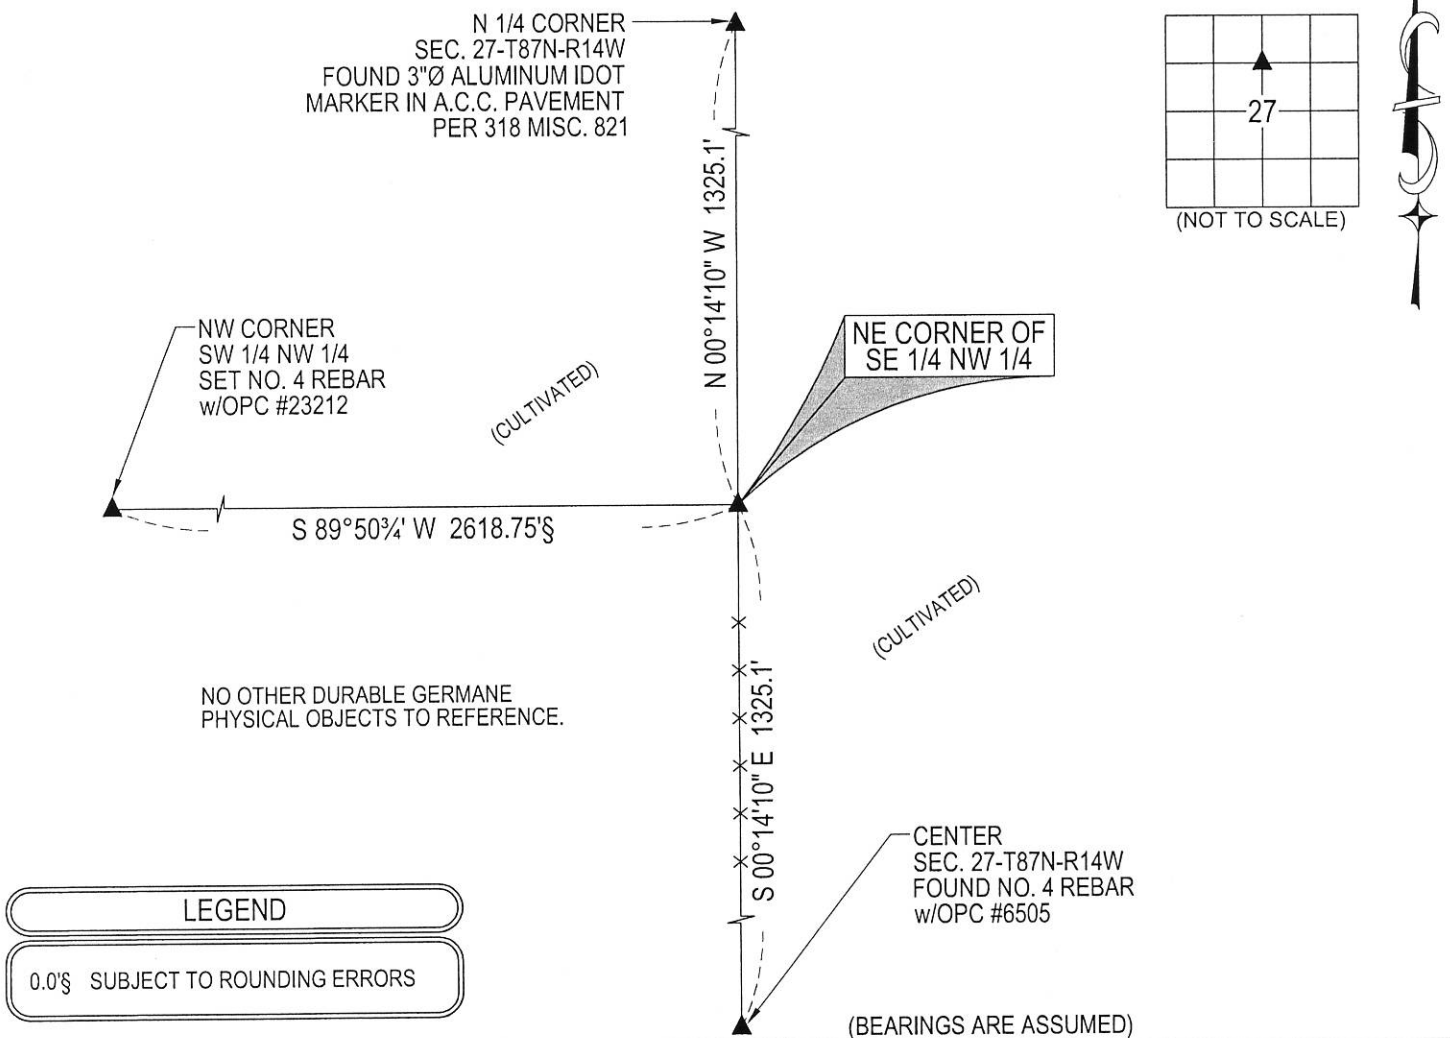 N 1/4 CORNER
SEC. 27-T87N-R14W
FOUND 3"Ø ALUMINUM IDOT
MARKER IN A.C.C. PAVEMENT
PER 318 MISC. 821
27
(NOT TO SCALE)
N 00°14'10" W 1325.1'
NW CORNER
SW 1/4 NW 1/4
SET NO. 4 REBAR
w/OPC #23212
(CULTIVATED)
NE CORNER OF
SE 1/4 NW 1/4
S 89°50¾' W 2618.75'§
(CULTIVATED)
NO OTHER DURABLE GERMANE
PHYSICAL OBJECTS TO REFERENCE.
S 00°14'10" E 1325.1'
CENTER
SEC. 27-T87N-R14W
FOUND NO. 4 REBAR
w/OPC #6505
LEGEND
0.0'§ SUBJECT TO ROUNDING ERRORS
(BEARINGS ARE ASSUMED)